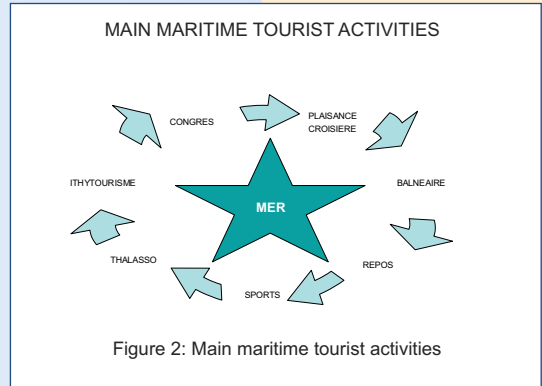 MAIN MARITIME TOURIST ACTIVITIES
CONGRES
PLAISANCE
CROISIERE
ITHYTOURISME
MER
BALNEAIRE
THALASSO
REPOS
SPORTS
Figure 2: Main maritime tourist activities